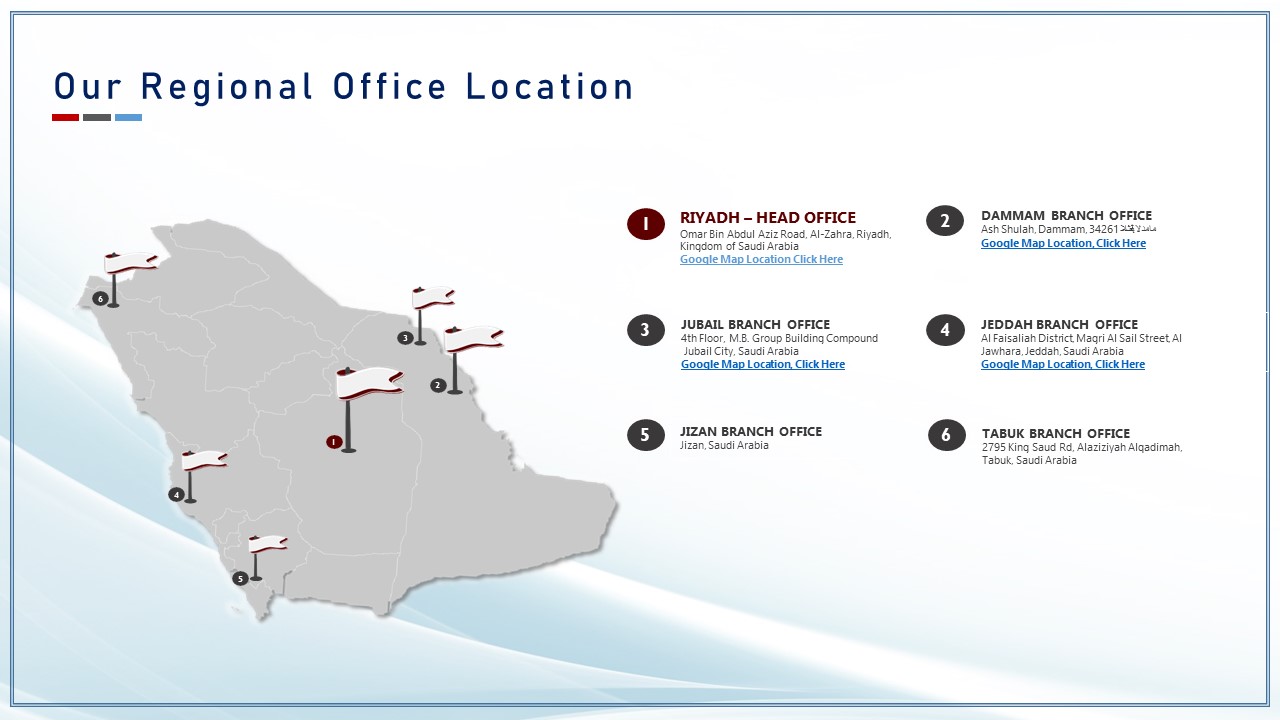 Our Regional Office Location
1
RIYADH – HEAD OFFICE
Omar Bin Abdul Aziz Road, Al-Zahra, Riyadh,
Kingdom of Saudi Arabia
Google Map Location Click Here
2
DAMMAM BRANCH OFFICE
Ash Shulah, Dammam, 34261
Google Map Location, Click Here
3
JUBAIL BRANCH OFFICE
4th Floor, M.B. Group Building Compound
Jubail City, Saudi Arabia
Google Map Location, Click Here
4
JEDDAH BRANCH OFFICE
Al Faisaliah District, Maqri Al Sail Street, Al
Jawhara, Jeddah, Saudi Arabia
Google Map Location, Click Here
5
JIZAN BRANCH OFFICE
Jizan, Saudi Arabia
6
TABUK BRANCH OFFICE
2795 King Saud Rd, Alaziziyah Alqadimah,
Tabuk, Saudi Arabia
6
3
2
1
4
5